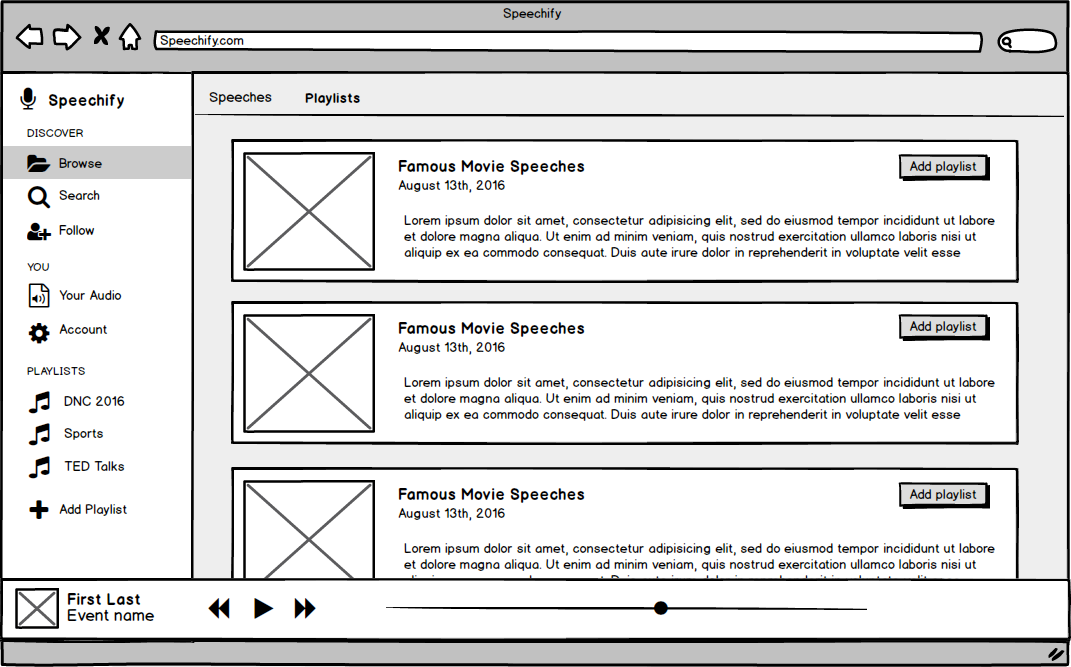 Speechify
Speechify.com
Speechify
DISCOVER
Browse
Search
Follow
YOU
Your Audio
Account
PLAYLISTS
DNC 2016
Sports
TED Talks
Add Playlist
Speeches
Playlists
Famous Movie Speeches
Add playlist
August 13th, 2016
Lorem ipsum dolor sit amet, consectetur adipisicing elit, sed do eiusmod tempor incididunt ut labore
et dolore magna aliqua. Ut enim ad minim veniam, quis nostrud exercitation ullamco laboris nisi ut
aliquip ex ea commodo consequat. Duis aute irure dolor in reprehenderit in voluptate velit esse
Famous Movie Speeches
Add playlist
August 13th, 2016
Lorem ipsum dolor sit amet, consectetur adipisicing elit, sed do eiusmod tempor incididunt ut labore
et dolore magna aliqua. Ut enim ad minim veniam, quis nostrud exercitation ullamco laboris nisi ut
aliquip ex ea commodo consequat. Duis aute irure dolor in reprehenderit in voluptate velit esse
Famous Movie Speeches
Add playlist
August 13th, 2016
Lorem ipsum dolor sit amet, consectetur adipisicing elit, sed do eiusmod tempor incididunt ut labore
et dolore magna aliqua. Ut enim ad minim veniam, quis nostrud exercitation ullamco laboris nisi ut
First Last
Event name